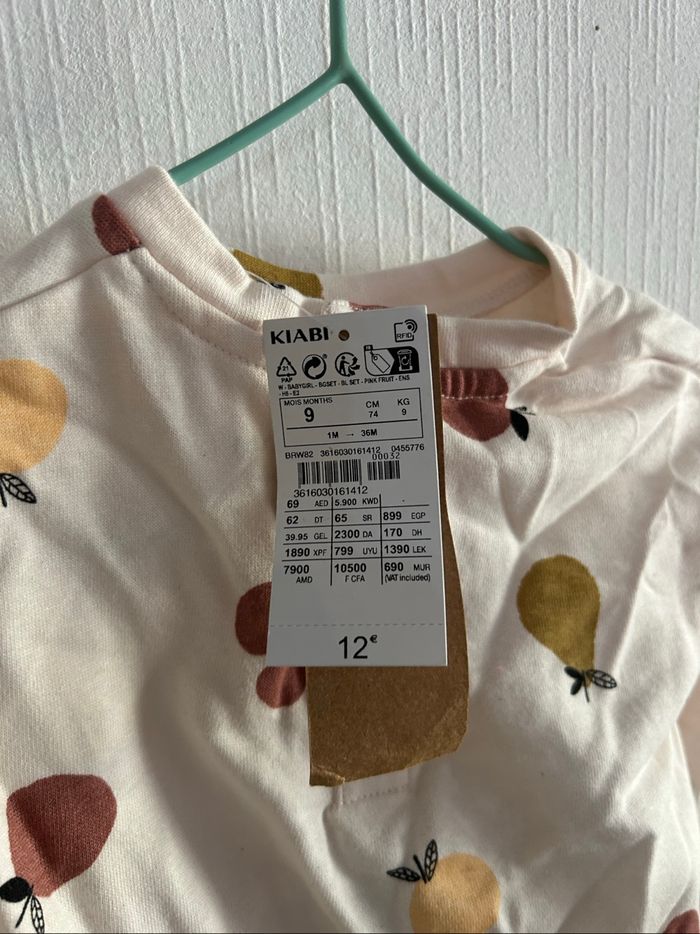 KIABI
RFID
21
PAP
W - BABYGIRL - BGSET - BL SET - PINK FRUIT - ENS
- H8 - E2
MOIS MONTHS CM KG
9 74 9
1M → 36M
BRW82 3616030161412 0455776
00032
3616030161412
69 AED 5.900 KWD .
62 DT 65 SR 899 EGP
39.95 GEL 2300 DA 170 DH
1890 XPF 799 UYU 1390 LEK
7900 AMD 10500 F CFA 690 MUR
(VAT included)
12€